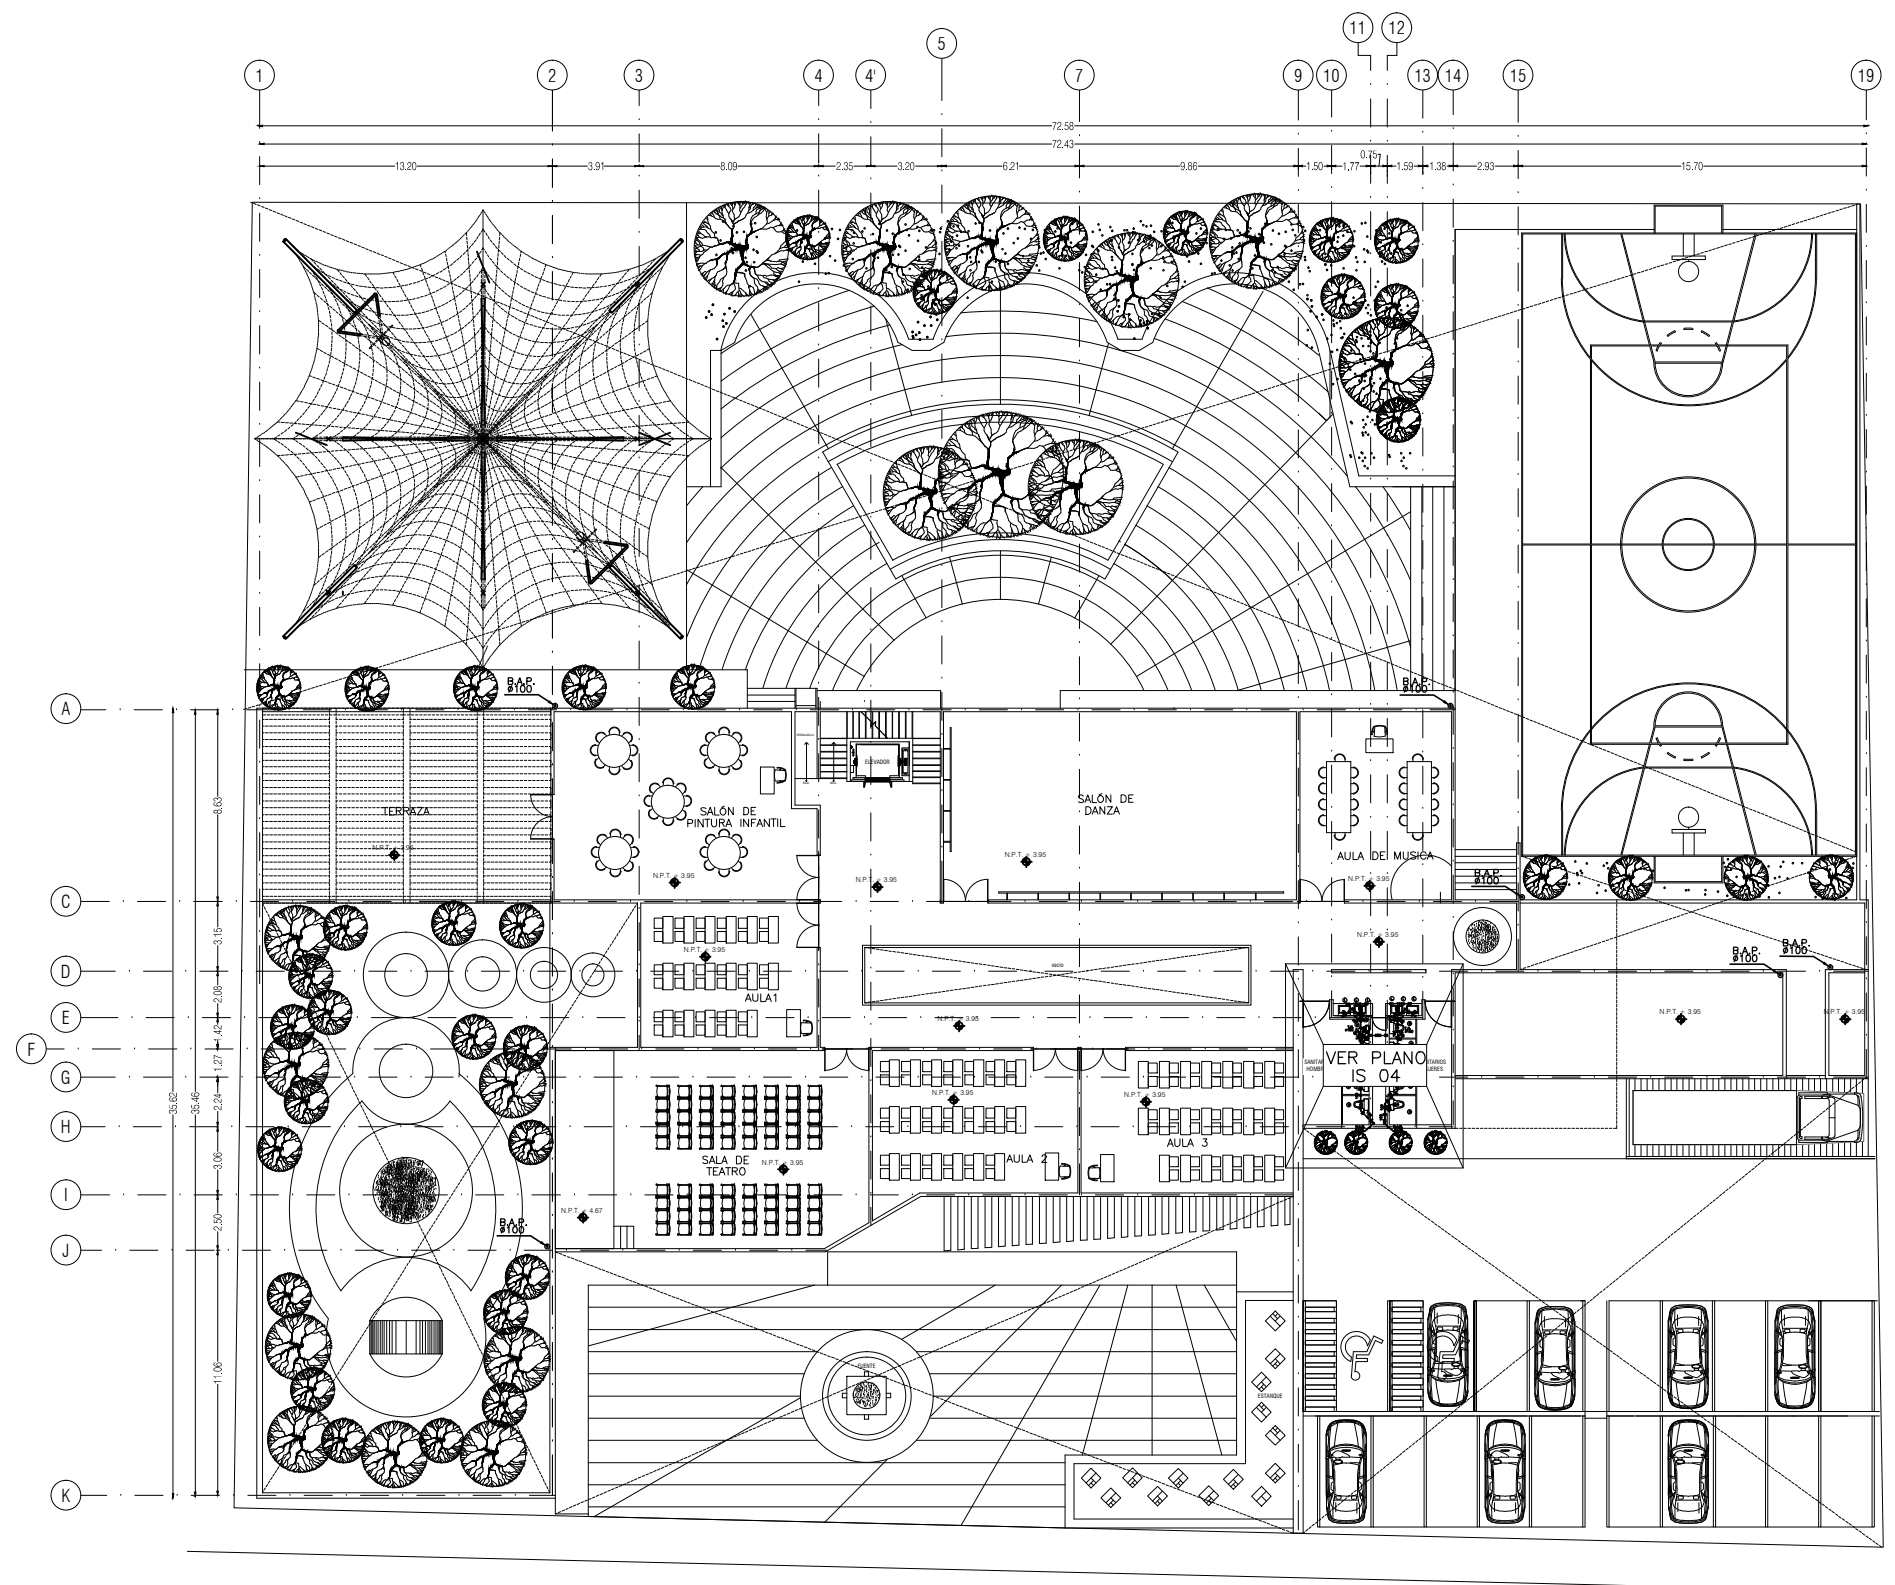 11 12
5
1 2 3 4 4' 7 9 10 13 14 15 19
72.58
72.43
0.75
13.20 3.91 8.09 2.35 3.20 6.21 9.86 1.50 1.77 1.59 1.38 2.93 15.70
B.A.P.
ø100
B.A.P.
ø100
A
ELEVADOR
TERRAZA
SALÓN DE
PINTURA INFANTIL
SALÓN DE
DANZA
AULA DE MUSICA
8.63
N.P.T. + 3.95
N.P.T. + 3.95
N.P.T. + 3.95
N.P.T. + 3.95
N.P.T. + 3.95
B.A.P.
ø100
C
3.15
N.P.T. + 3.95
N.P.T. + 3.95
B.A.P.
ø100
B.A.P.
ø100
D
VACIO
2.08
AULA1
E
N.P.T. + 3.95
N.P.T. + 3.95
N.P.T. + 3.95
1.42
F
1.27
VER PLANO
IS 04
G
2.24
35.62
35.46
N.P.T. + 3.95
N.P.T. + 3.95
H
3.06
AULA 3
SALA DE
TEATRO
N.P.T. + 3.95
AULA 2
I
2.50
N.P.T. + 4.67
B.A.P.
ø100
J
11.06
FUENTE
ESTANQUE
K